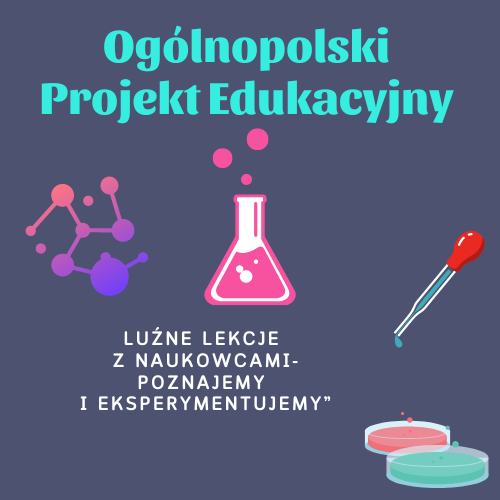 Ogólnopolski
Projekt Edukacyjny
LUŹNE LEKCJE
Z NAUKOWCAMI-
POZNAJEMY
I EKSPERYMENTUJEMY”